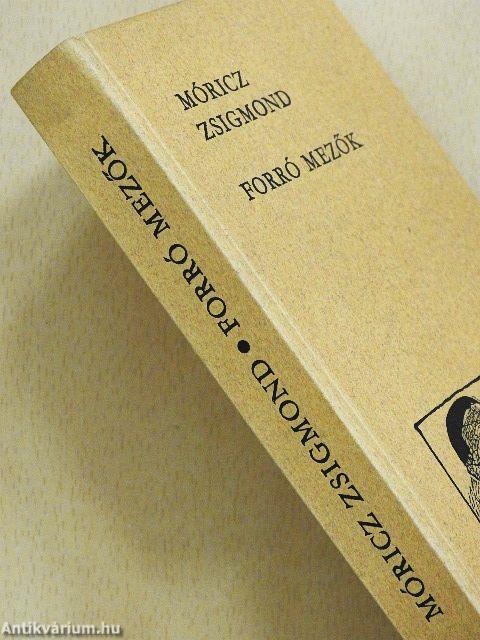 MÓRICZ
ZSIGMOND
FORRÓ MEZŐK
MÓRICZ ZSIGMOND • FORRÓ MEZŐK
Antikvárium.hu